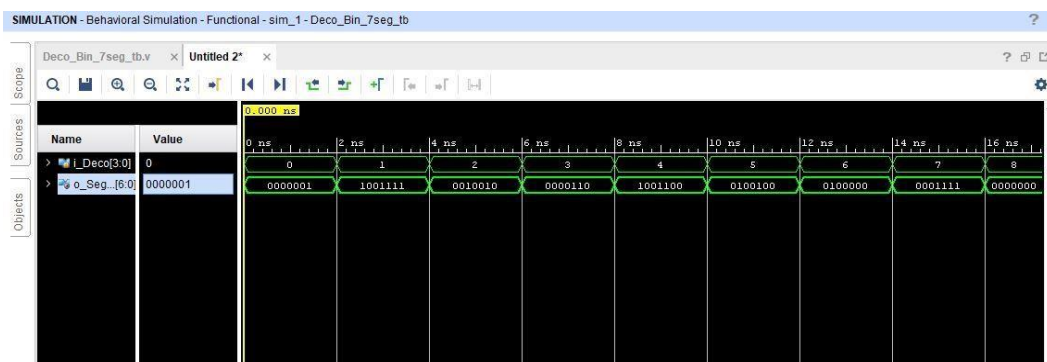 SIMULATION - Behavioral Simulation - Functional - sim_1 - Deco_Bin_7seg_tb ?
Deco_Bin_7seg_tb.v × Untitled 2* × ?
Scope
Sources
Objects
0.000 ns
Name Value 0 ns 2 ns 4 ns 6 ns 8 ns 10 ns 12 ns 14 ns 16 ns
> i_Deco[3:0] 0 0 1 2 3 4 5 6 7 8
> o_Seg...[6:0] 0000001 0000001 1001111 0010010 0000110 1001100 0100100 0100000 0001111 0000000